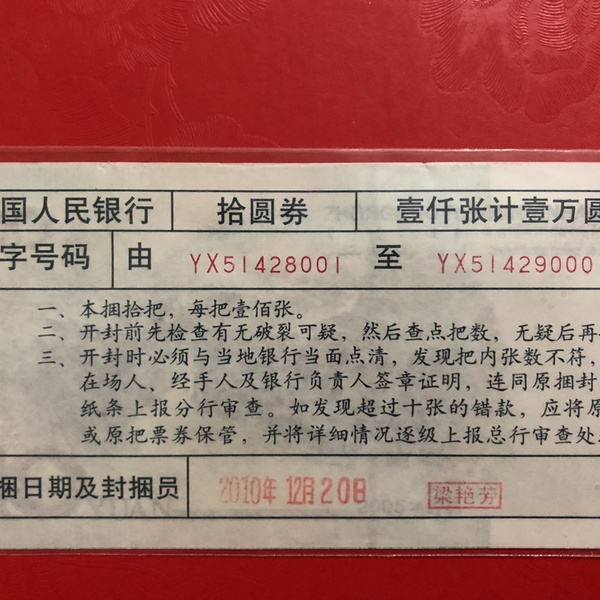 国人民银行 拾圆券 壹仟张计壹万圆
字号码 由 YX51428001 至 YX51429000
一、本捆拾把，每把壹佰张。
二、开封前先检查有无破裂可疑，然后查点把数，无疑后再
三、开封时必须与当地银行当面点清，发现把内张数不符，
在场人、经手人及银行负责人签章证明，连同原捆封
纸条上报分行审查。如发现超过十张的错款，应将原
或原把票券保管，并将详细情况逐级上报总行审查处
捆日期及封捆员 2010年12月20日 梁艳芳